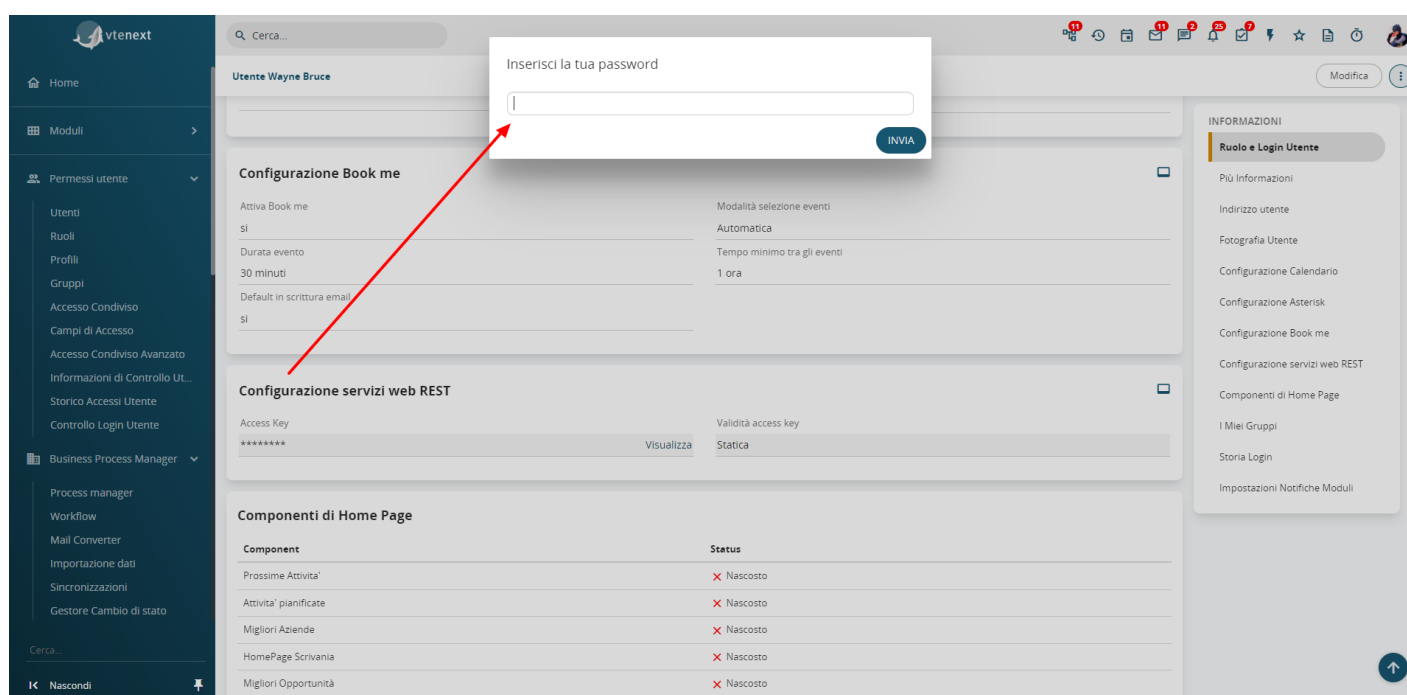 vtenext
Cerca...
11
11
2
25
7
Inserisci la tua password
INVIA
Home
Moduli
Permessi utente
Utenti
Ruoli
Profili
Gruppi
Accesso Condiviso
Campi di Accesso
Accesso Condiviso Avanzato
Informazioni di Controllo Ut...
Storico Accessi Utente
Controllo Login Utente
Business Process Manager
Process manager
Workflow
Mail Converter
Importazione dati
Sincronizzazioni
Gestore Cambio di stato
Cerca...
Nascondi
Utente Wayne Bruce
Modifica
Configurazione Book me
Attiva Book me
si
Modalità selezione eventi
Automatica
Durata evento
30 minuti
Tempo minimo tra gli eventi
1 ora
Default in scrittura email
si
Configurazione servizi web REST
Access Key
******** Visualizza
Validità access key
Statica
Componenti di Home Page
Component Status
Prossime Attivita' Nascosto
Attivita' pianificate Nascosto
Migliori Aziende Nascosto
HomePage Scrivania Nascosto
Migliori Opportunità Nascosto
INFORMAZIONI
Ruolo e Login Utente
Più Informazioni
Indirizzo utente
Fotografia Utente
Configurazione Calendario
Configurazione Asterisk
Configurazione Book me
Configurazione servizi web REST
Componenti di Home Page
I Miei Gruppi
Storia Login
Impostazioni Notifiche Moduli